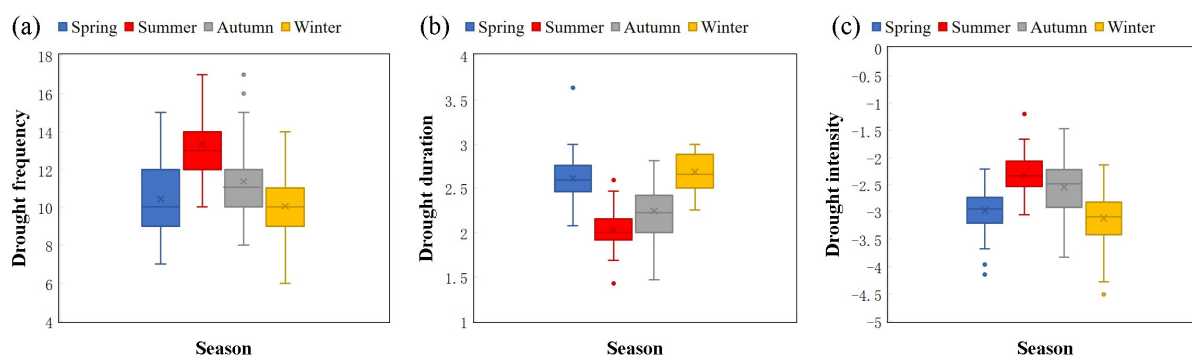 (a)
Spring Summer Autumn Winter
18
16
14
12
10
8
6
4
Drought frequency
Season
(b)
Spring Summer Autumn Winter
4
3.5
3
2.5
2
1.5
1
Drought duration
Season
(c)
Spring Summer Autumn Winter
0
-0.5
-1
-1.5
-2
-2.5
-3
-3.5
-4
-4.5
-5
Drought intensity
Season